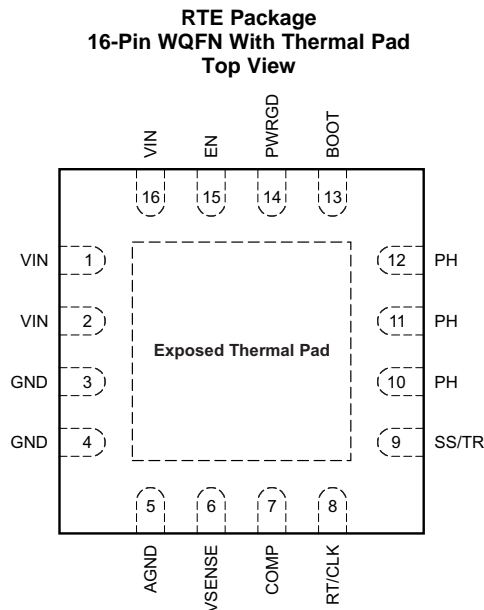 RTE Package
16-Pin WQFN With Thermal Pad
Top View
VIN
EN
PWRGD
BOOT
16
15
14
13
VIN
1
12
PH
VIN
2
11
PH
Exposed Thermal Pad
GND
3
10
PH
GND
4
9
SS/TR
5
6
7
8
AGND
VSENSE
COMP
RT/CLK